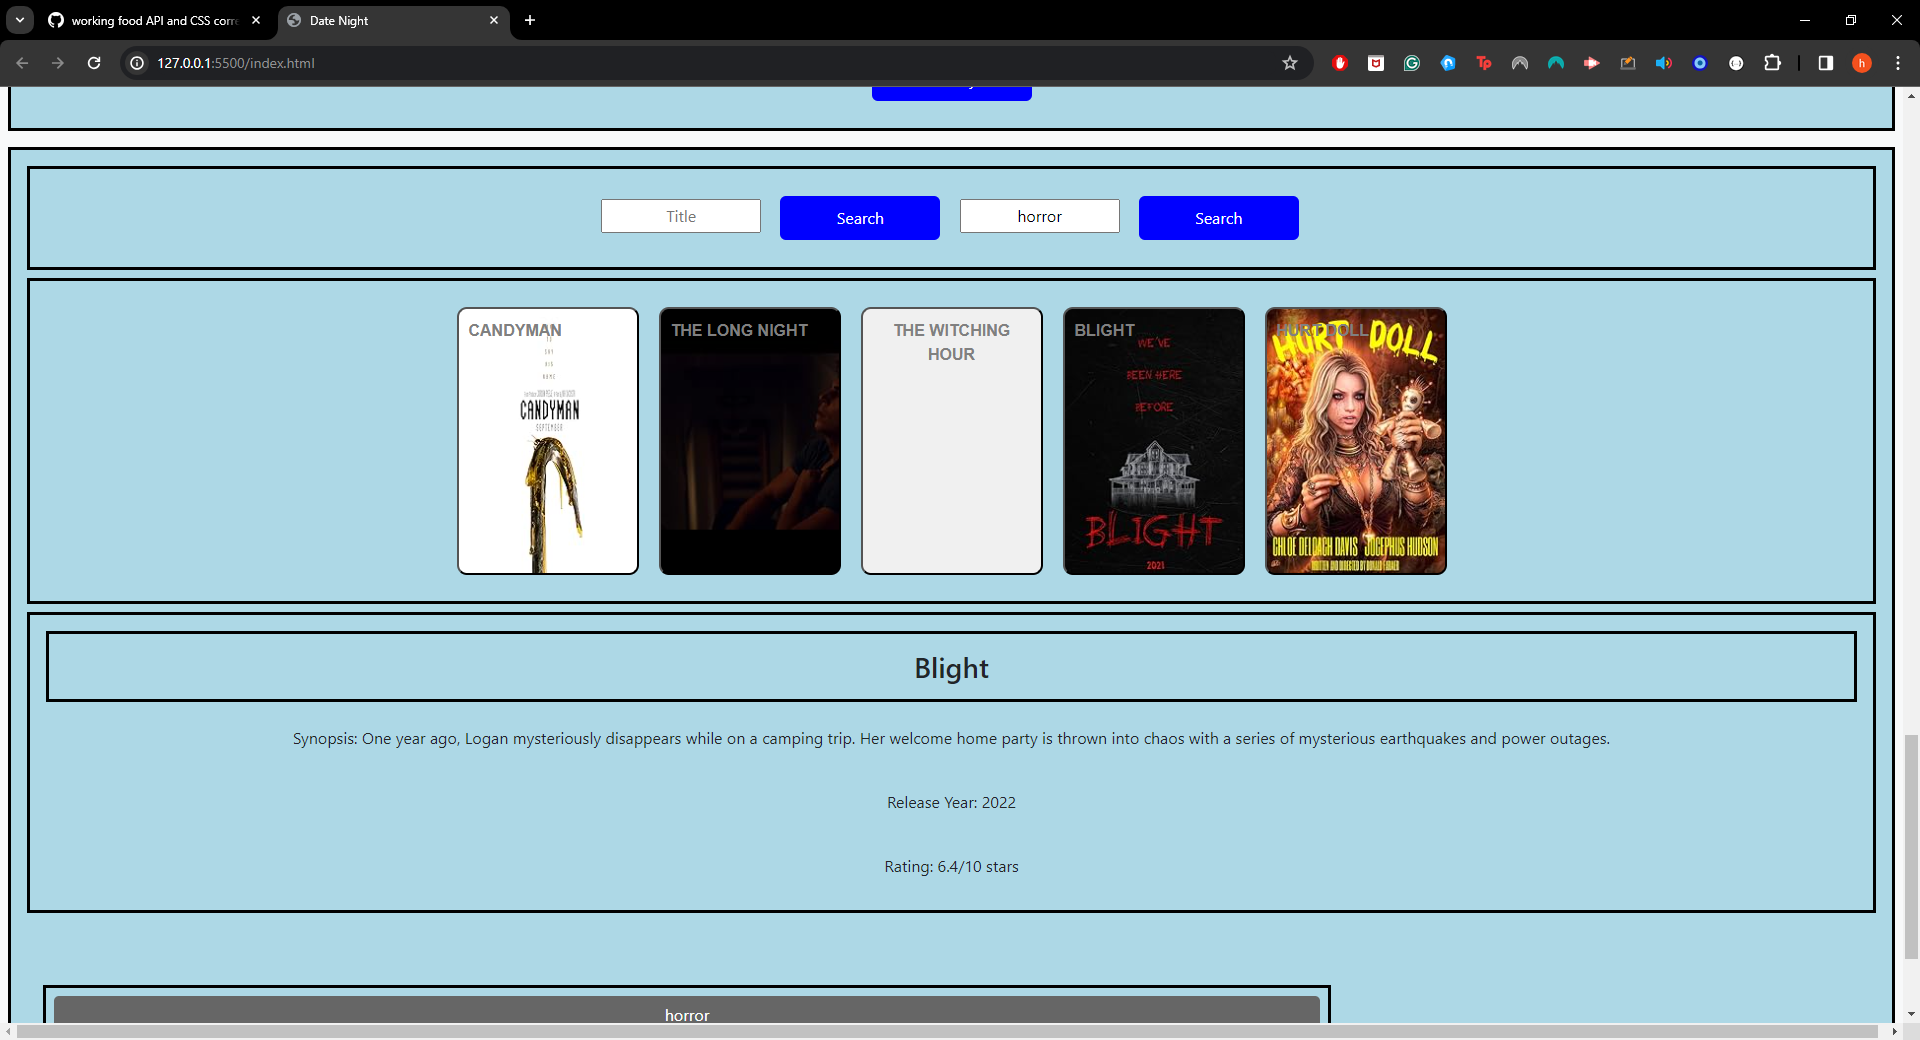 working food API and CSS corre
Date Night
127.0.0.1:5500/index.html
h
Title
Search
horror
Search
CANDYMAN
CANDYMAN
SEPTEMBER
THE LONG NIGHT
THE WITCHING
HOUR
BLIGHT
WE'VE
BEEN HERE
BEFORE
BLIGHT
2021
HURT DOLL
HURT DOLL
CHLOE DELOACH DAVIS JOCEPHUS HUDSON
Blight
Synopsis: One year ago, Logan mysteriously disappears while on a camping trip. Her welcome home party is thrown into chaos with a series of mysterious earthquakes and power outages.
Release Year: 2022
Rating: 6.4/10 stars
horror